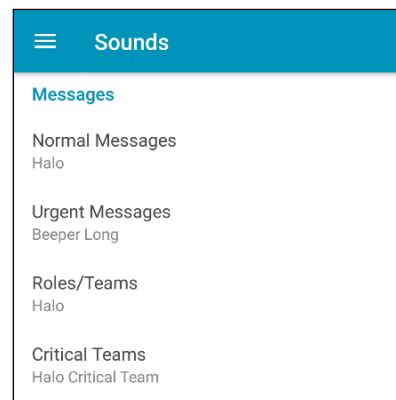 Sounds
Messages
Normal Messages
Halo
Urgent Messages
Beeper Long
Roles/Teams
Halo
Critical Teams
Halo Critical Team